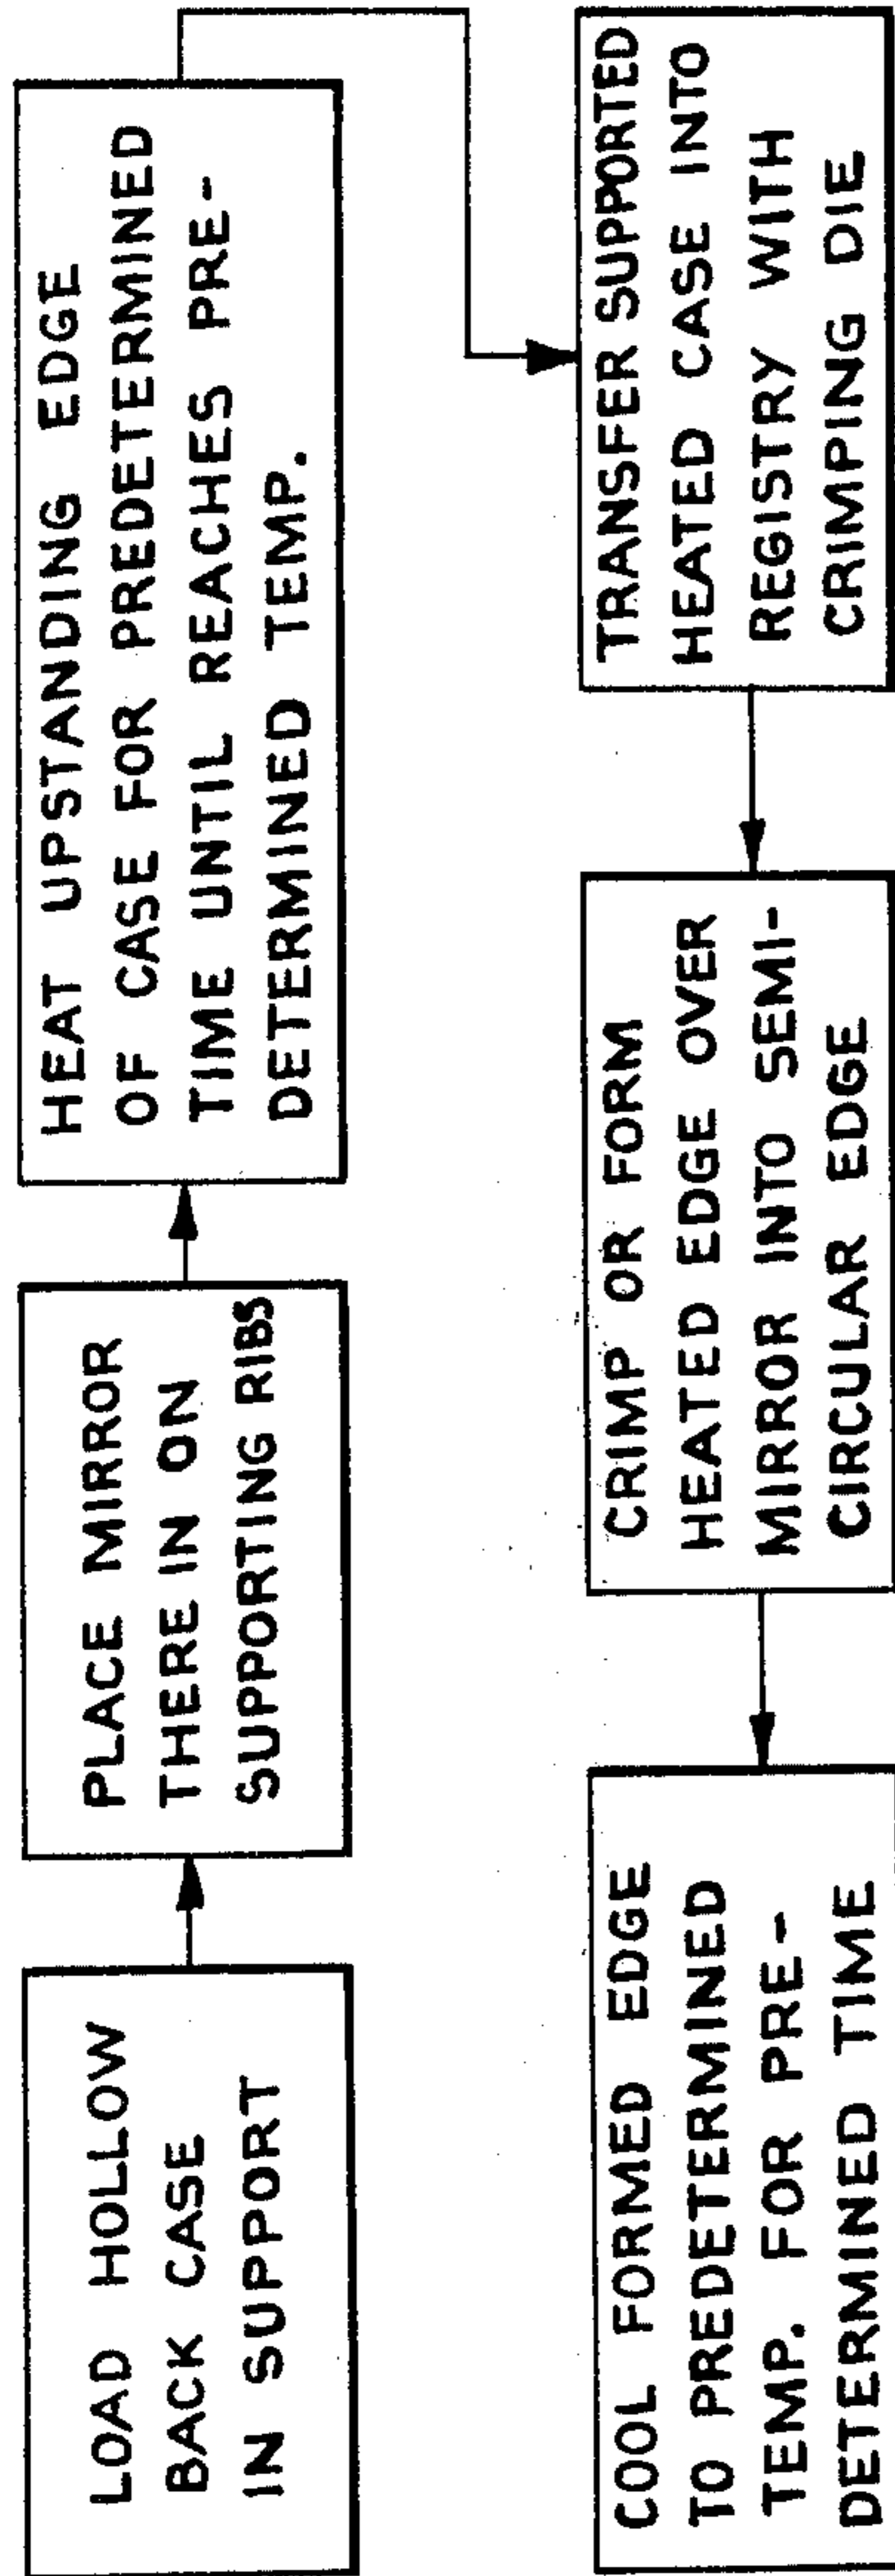 LOAD HOLLOW
BACK CASE
IN SUPPORT
PLACE MIRROR
THERE IN ON
SUPPORTING RIBS
HEAT UPSTANDING EDGE
OF CASE FOR PREDETERMINED
TIME UNTIL REACHES PRE-
DETERMINED TEMP.
TRANSFER SUPPORTED
HEATED CASE INTO
REGISTRY WITH
CRIMPING DIE
CRIMP OR FORM
HEATED EDGE OVER
MIRROR INTO SEMI-
CIRCULAR EDGE
COOL FORMED EDGE
TO PREDETERMINED
TEMP. FOR PRE-
DETERMINED TIME